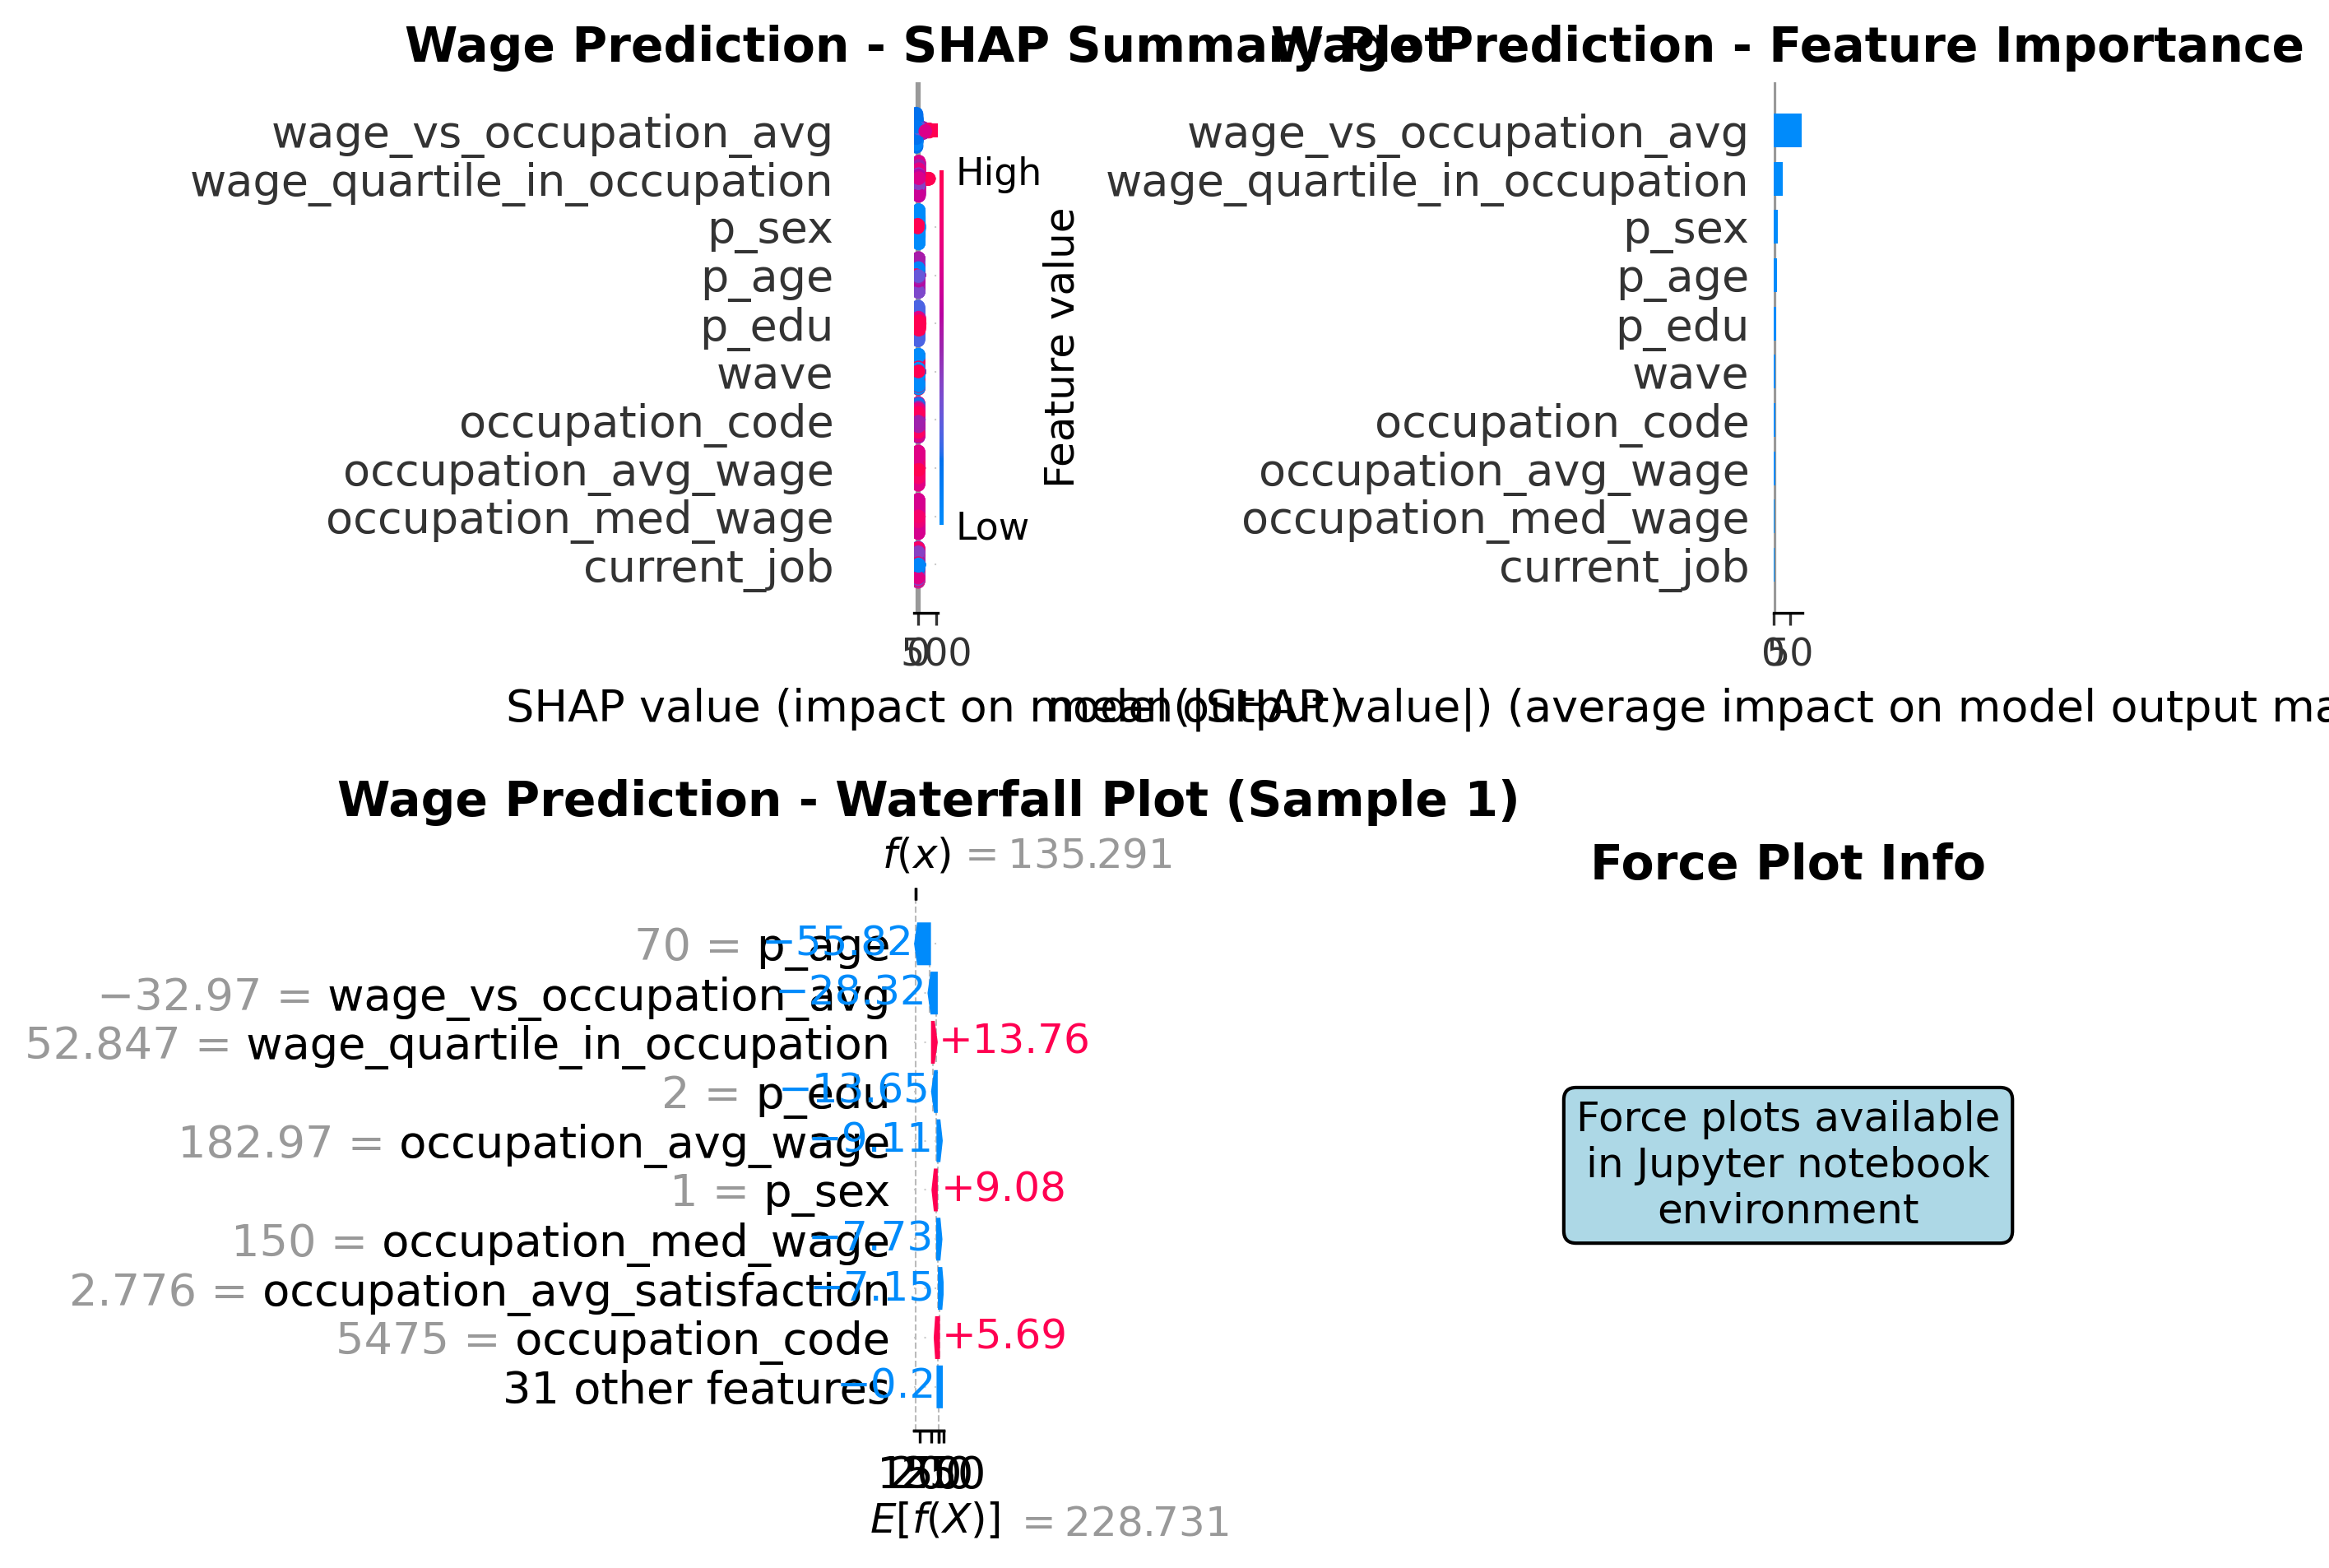 Wage Prediction - SHAP Summary Plot
Wage Prediction - Feature Importance
wage_vs_occupation_avg
wage_quartile_in_occupation
p_sex
p_age
p_edu
wave
occupation_code
occupation_avg_wage
occupation_med_wage
current_job
High
Low
Feature value
0
500
SHAP value (impact on model output)
wage_vs_occupation_avg
wage_quartile_in_occupation
p_sex
p_age
p_edu
wave
occupation_code
occupation_avg_wage
occupation_med_wage
current_job
0
50
mean(|SHAP value|) (average impact on model output ma
Wage Prediction - Waterfall Plot (Sample 1)
f(x) = 135.291
70 = p_age −55.82
−32.97 = wage_vs_occupation_avg −28.32
52.847 = wage_quartile_in_occupation +13.76
2 = p_edu −13.65
182.97 = occupation_avg_wage −9.11
1 = p_sex +9.08
150 = occupation_med_wage −7.73
2.776 = occupation_avg_satisfaction −7.15
5475 = occupation_code +5.69
31 other features −0.2
E[f(X)] = 228.731
Force Plot Info
Force plots available
in Jupyter notebook
environment